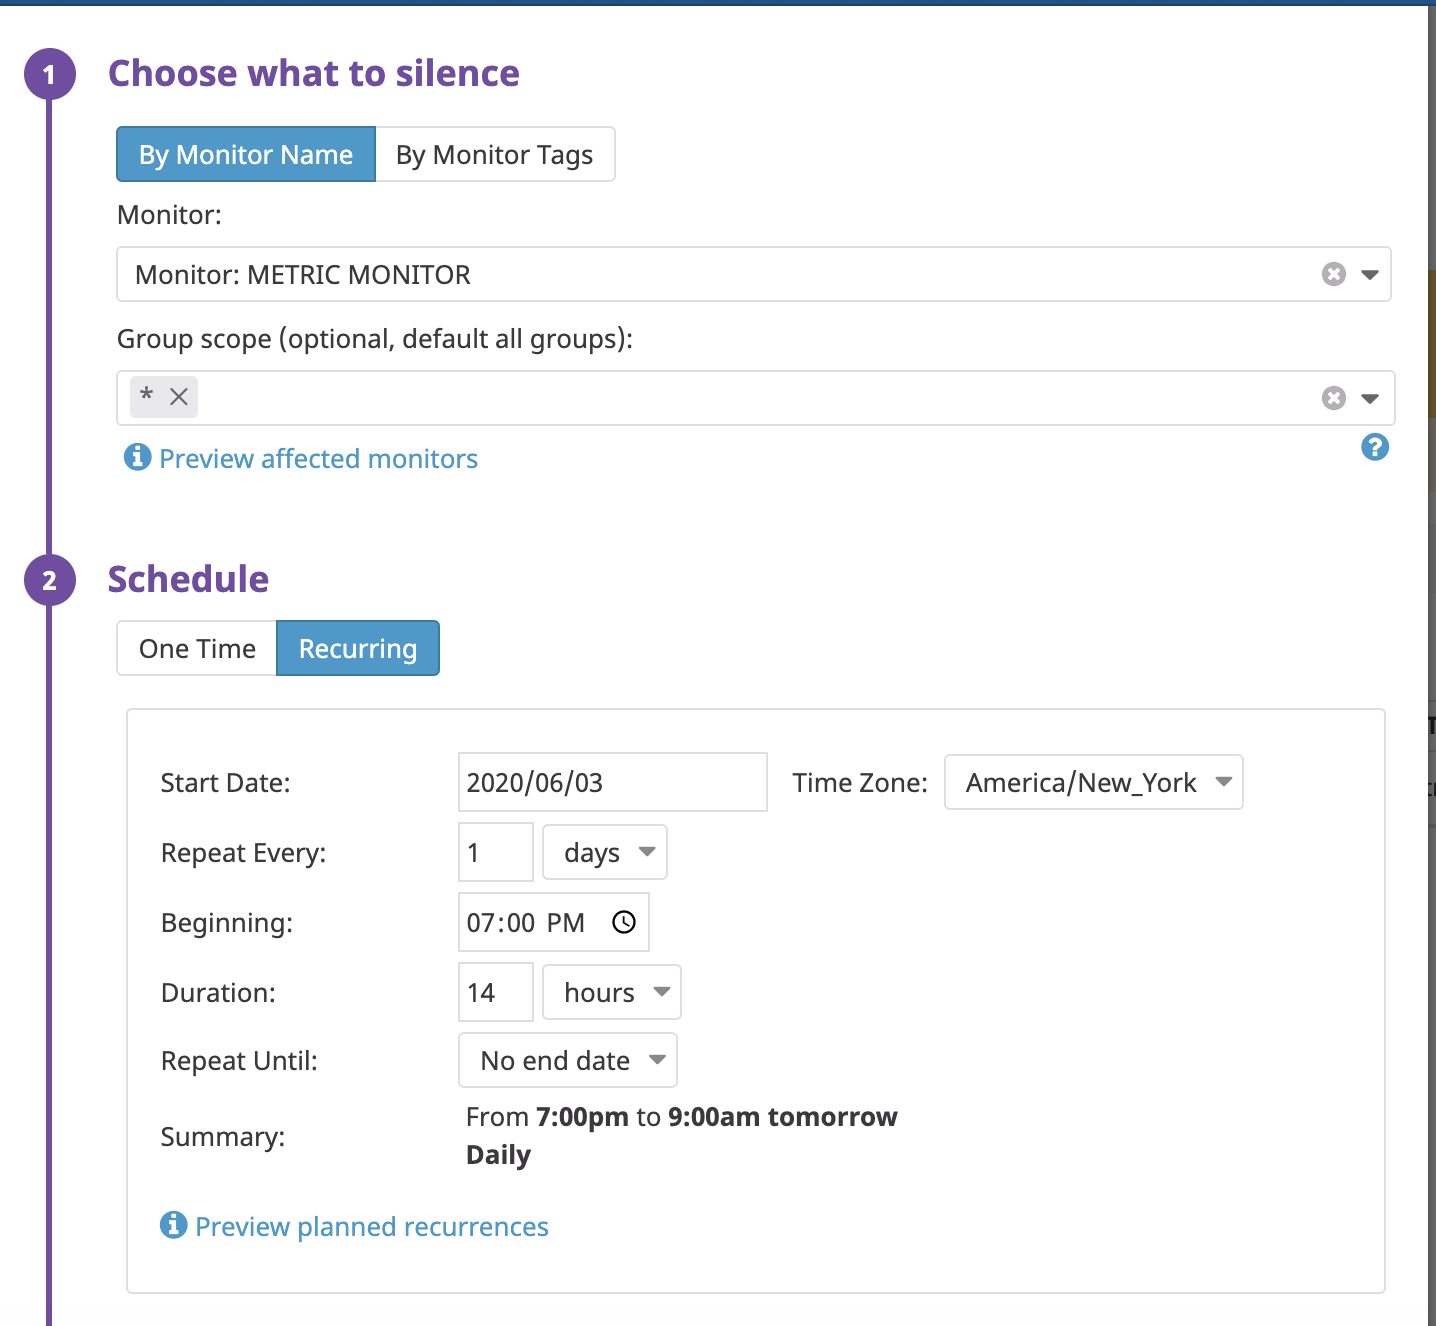 1 Choose what to silence
By Monitor Name By Monitor Tags
Monitor:
Monitor: METRIC MONITOR
Group scope (optional, default all groups):
*
Preview affected monitors
2 Schedule
One Time Recurring
Start Date: 2020/06/03 Time Zone: America/New_York
Repeat Every: 1 days
Beginning: 07:00 PM
Duration: 14 hours
Repeat Until: No end date
Summary: From 7:00pm to 9:00am tomorrow
Daily
Preview planned recurrences